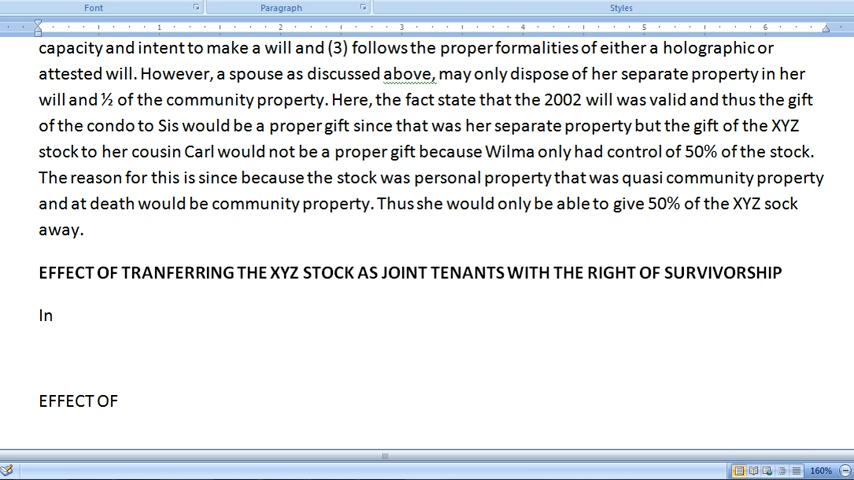 Font Paragraph Styles
1 2 3 4 5 6
capacity and intent to make a will and (3) follows the proper formalities of either a holographic or
attested will. However, a spouse as discussed above, may only dispose of her separate property in her
will and ½ of the community property. Here, the fact state that the 2002 will was valid and thus the gift
of the condo to Sis would be a proper gift since that was her separate property but the gift of the XYZ
stock to her cousin Carl would not be a proper gift because Wilma only had control of 50% of the stock.
The reason for this is since because the stock was personal property that was quasi community property
and at death would be community property. Thus she would only be able to give 50% of the XYZ sock
away.
EFFECT OF TRANFERRING THE XYZ STOCK AS JOINT TENANTS WITH THE RIGHT OF SURVIVORSHIP
In
EFFECT OF
160%